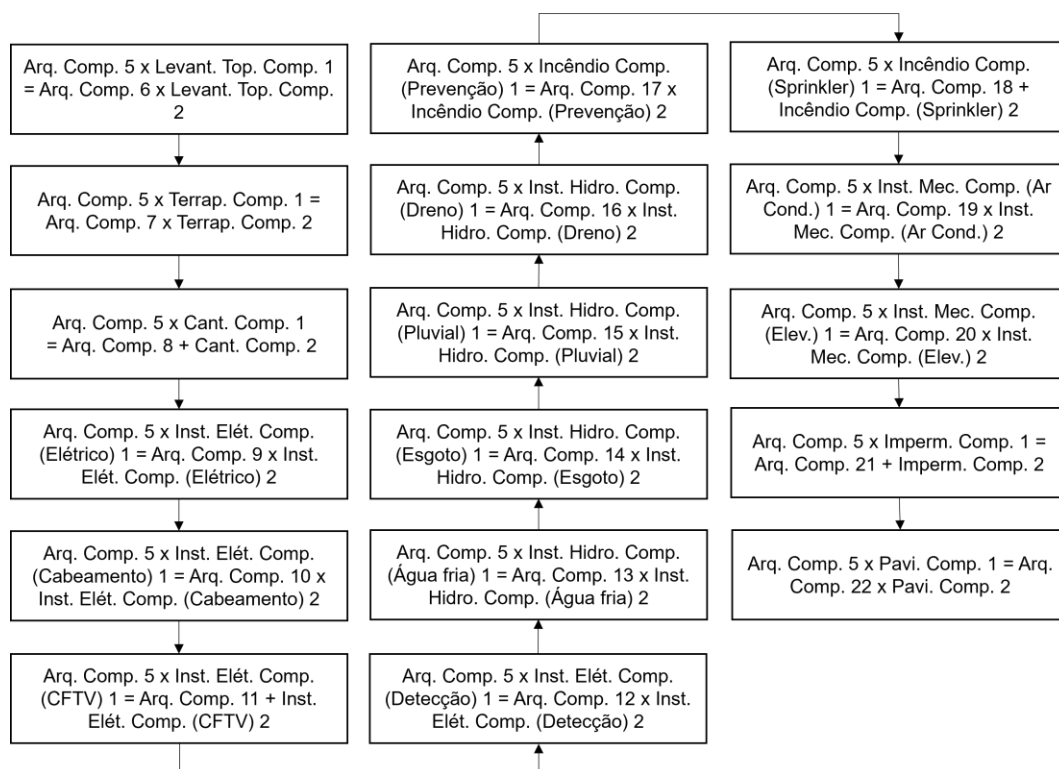 Arq. Comp. 5 x Levant. Top. Comp. 1
= Arq. Comp. 6 x Levant. Top. Comp.
2
Arq. Comp. 5 x Terrap. Comp. 1 =
Arq. Comp. 7 x Terrap. Comp. 2
Arq. Comp. 5 x Cant. Comp. 1
= Arq. Comp. 8 + Cant. Comp. 2
Arq. Comp. 5 x Inst. Elét. Comp.
(Elétrico) 1 = Arq. Comp. 9 x Inst.
Elét. Comp. (Elétrico) 2
Arq. Comp. 5 x Inst. Elét. Comp.
(Cabeamento) 1 = Arq. Comp. 10 x
Inst. Elét. Comp. (Cabeamento) 2
Arq. Comp. 5 x Inst. Elét. Comp.
(CFTV) 1 = Arq. Comp. 11 + Inst.
Elét. Comp. (CFTV) 2
Arq. Comp. 5 x Inst. Elét. Comp.
(Detecção) 1 = Arq. Comp. 12 x Inst.
Elét. Comp. (Detecção) 2
Arq. Comp. 5 x Inst. Hidro. Comp.
(Água fria) 1 = Arq. Comp. 13 x Inst.
Hidro. Comp. (Água fria) 2
Arq. Comp. 5 x Inst. Hidro. Comp.
(Esgoto) 1 = Arq. Comp. 14 x Inst.
Hidro. Comp. (Esgoto) 2
Arq. Comp. 5 x Inst. Hidro. Comp.
(Pluvial) 1 = Arq. Comp. 15 x Inst.
Hidro. Comp. (Pluvial) 2
Arq. Comp. 5 x Inst. Hidro. Comp.
(Dreno) 1 = Arq. Comp. 16 x Inst.
Hidro. Comp. (Dreno) 2
Arq. Comp. 5 x Incêndio Comp.
(Prevenção) 1 = Arq. Comp. 17 x
Incêndio Comp. (Prevenção) 2
Arq. Comp. 5 x Incêndio Comp.
(Sprinkler) 1 = Arq. Comp. 18 +
Incêndio Comp. (Sprinkler) 2
Arq. Comp. 5 x Inst. Mec. Comp. (Ar
Cond.) 1 = Arq. Comp. 19 x Inst.
Mec. Comp. (Ar Cond.) 2
Arq. Comp. 5 x Inst. Mec. Comp.
(Elev.) 1 = Arq. Comp. 20 x Inst.
Mec. Comp. (Elev.) 2
Arq. Comp. 5 x Imperm. Comp. 1 =
Arq. Comp. 21 + Imperm. Comp. 2
Arq. Comp. 5 x Pavi. Comp. 1 = Arq.
Comp. 22 x Pavi. Comp. 2